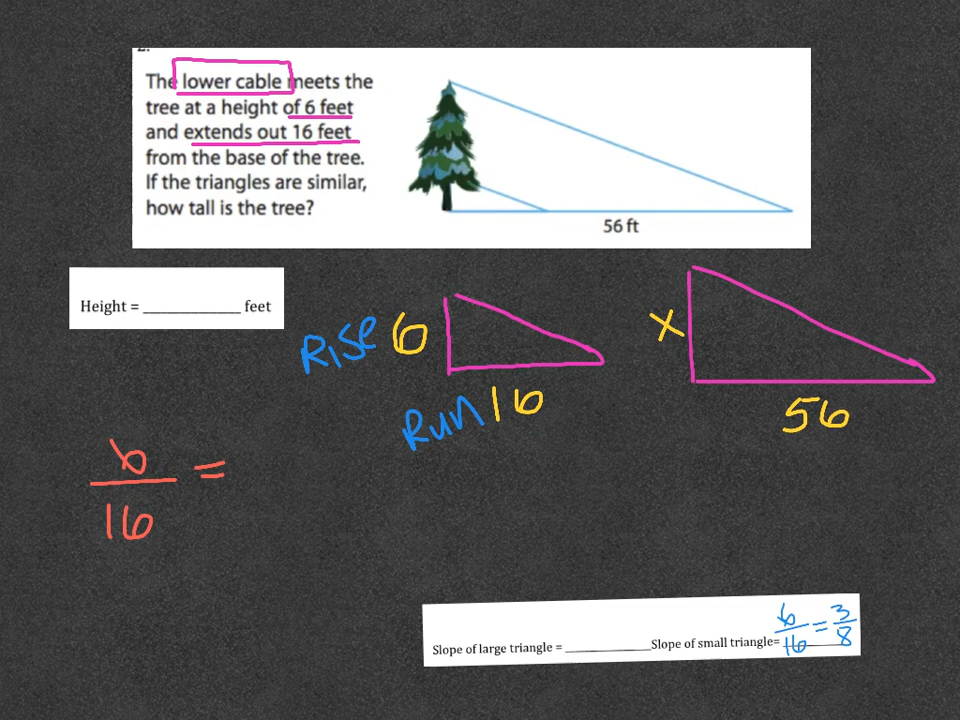 The lower cable meets the
tree at a height of 6 feet
and extends out 16 feet
from the base of the tree.
If the triangles are similar,
how tall is the tree?
56 ft
Height = ______________ feet
Rise 6
Run 16
x
56
6
16
=
Slope of large triangle = ______________ Slope of small triangle= 6/16 = 3/8